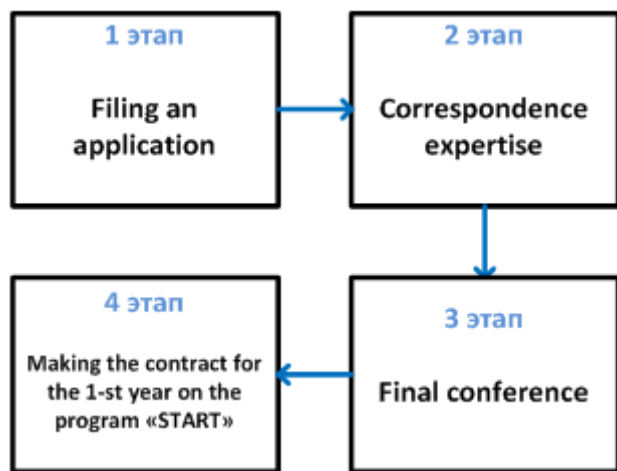 1 этап
Filing an
application
2 этап
Correspondence
expertise
3 этап
Final conference
4 этап
Making the contract for
the 1-st year on the
program «START»